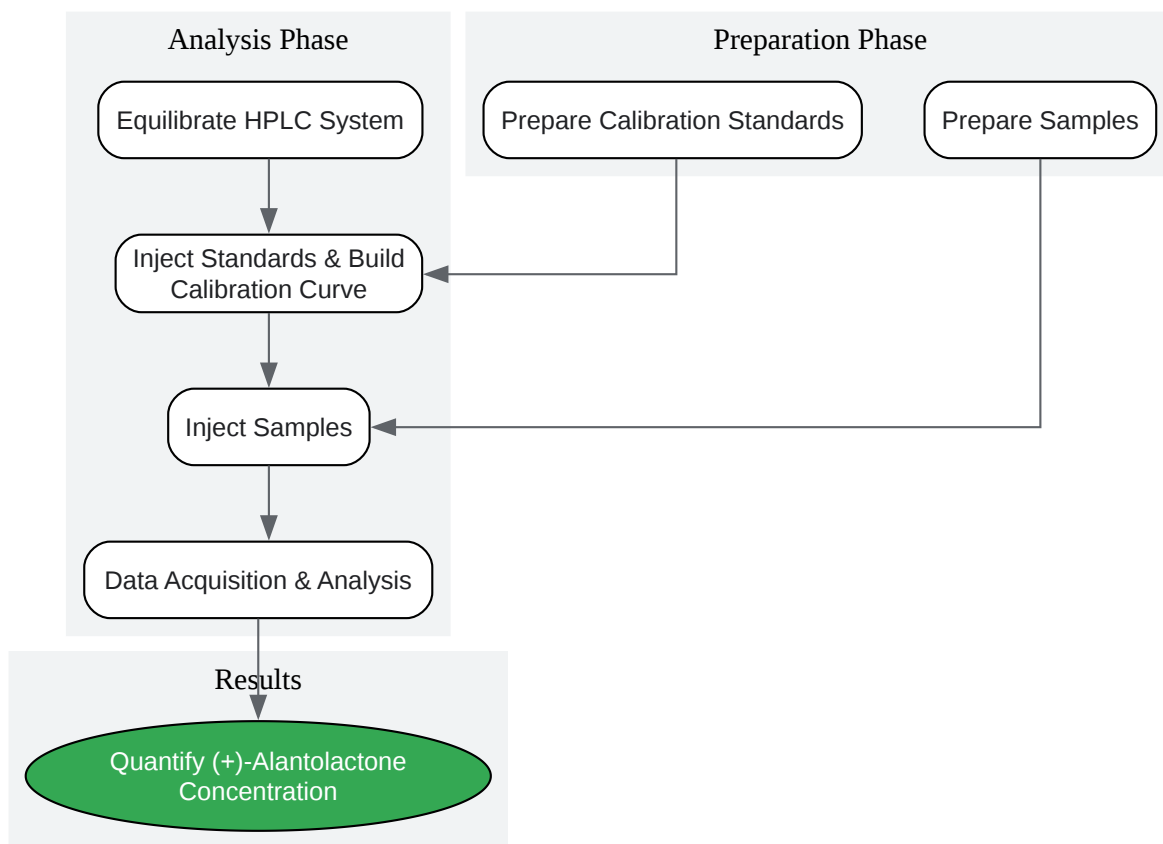 Analysis Phase
Preparation Phase
Equilibrate HPLC System
Prepare Calibration Standards
Prepare Samples
Inject Standards & Build
Calibration Curve
Inject Samples
Data Acquisition & Analysis
Results
Quantify (+)-Alantolactone
Concentration